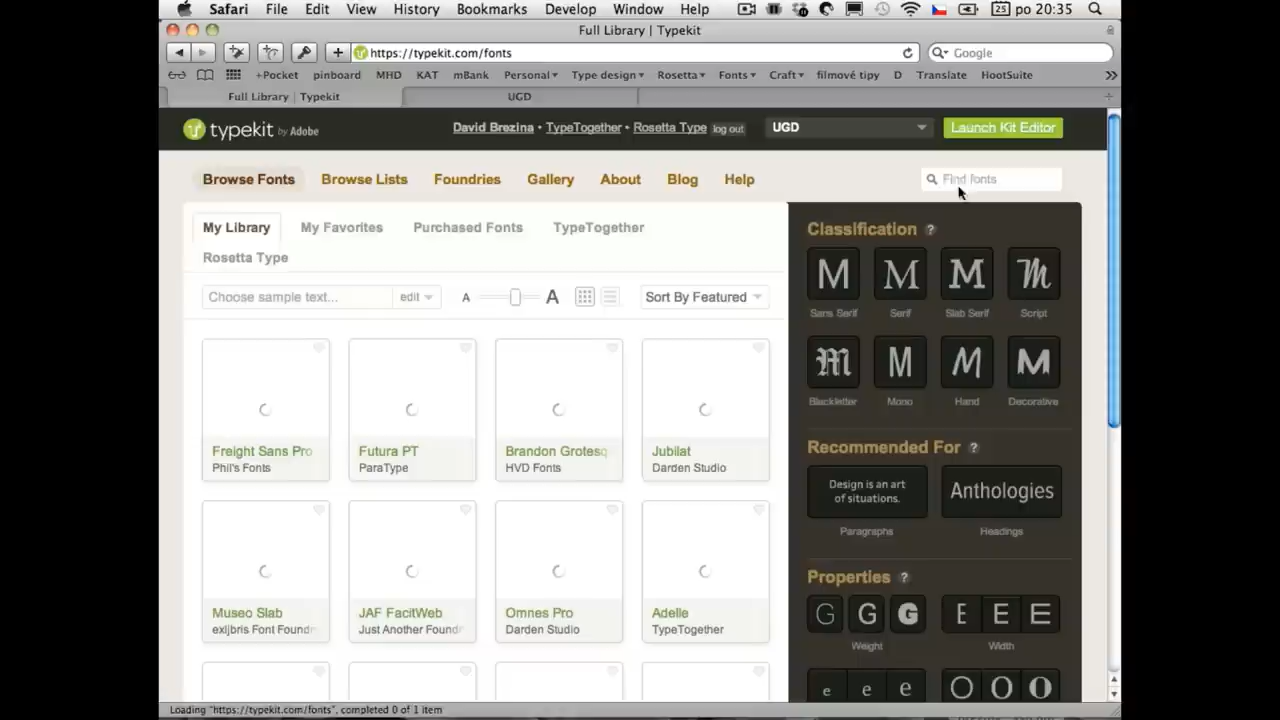 Safari File Edit View History Bookmarks Develop Window Help 25 po 20:35
Full Library | Typekit
https://typekit.com/fonts Google
+Pocket pinboard MHD KAT mBank Personal Type design Rosetta Fonts Craft filmové tipy D Translate HootSuite
Full Library | Typekit UGD
typekit by Adobe David Brezina • TypeTogether • Rosetta Type log out UGD Launch Kit Editor
Browse Fonts Browse Lists Foundries Gallery About Blog Help Find fonts
My Library My Favorites Purchased Fonts TypeTogether
Rosetta Type
Choose sample text... edit A A Sort By Featured
Freight Sans Pro Futura PT Brandon Grotesq Jubilat
Phil's Fonts ParaType HVD Fonts Darden Studio
Museo Slab JAF FacitWeb Omnes Pro Adelle
exljbris Font Foundr Just Another Found Darden Studio TypeTogether
Classification ?
M M M M
Sans Serif Serif Slab Serif Script
M M M M
Blackletter Mono Hand Decorative
Recommended For ?
Design is an art
of situations.
Anthologies
Paragraphs Headings
Properties ?
G G G E E E
Weight Width
e e e O O O
Loading "https://typekit.com/fonts", completed 0 of 1 item